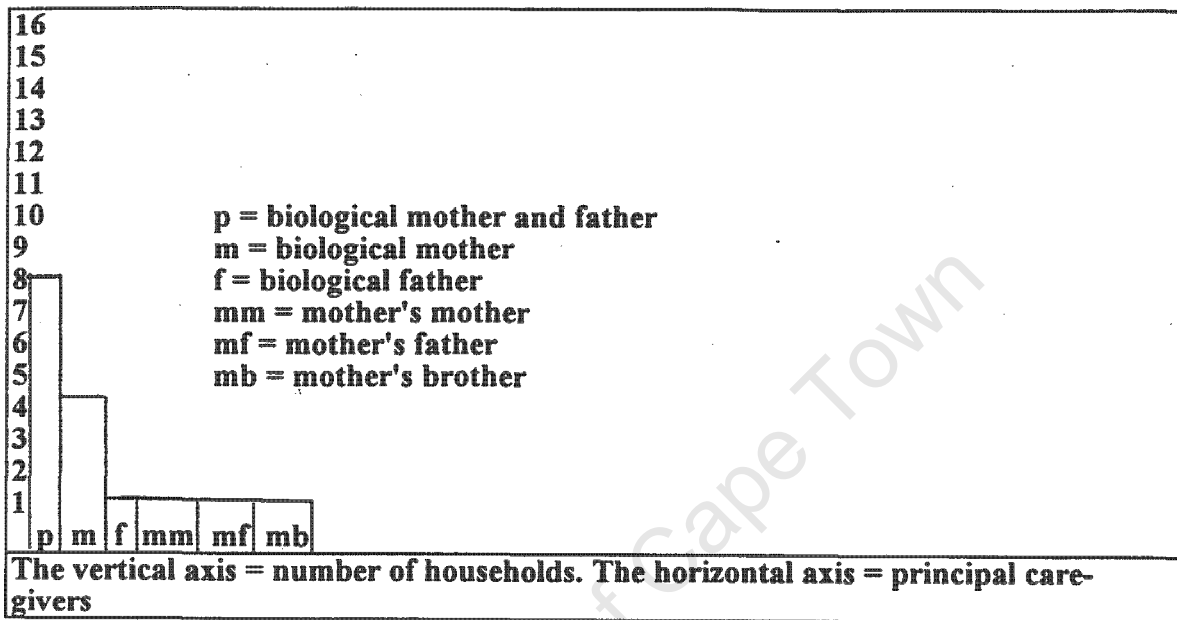 16
15
14
13
12
11
10
9
8
7
6
5
4
3
2
1
p = biological mother and father
m = biological mother
f = biological father
mm = mother's mother
mf = mother's father
mb = mother's brother
p m f mm mf mb
The vertical axis = number of households. The horizontal axis = principal care-
givers
f Cape Town